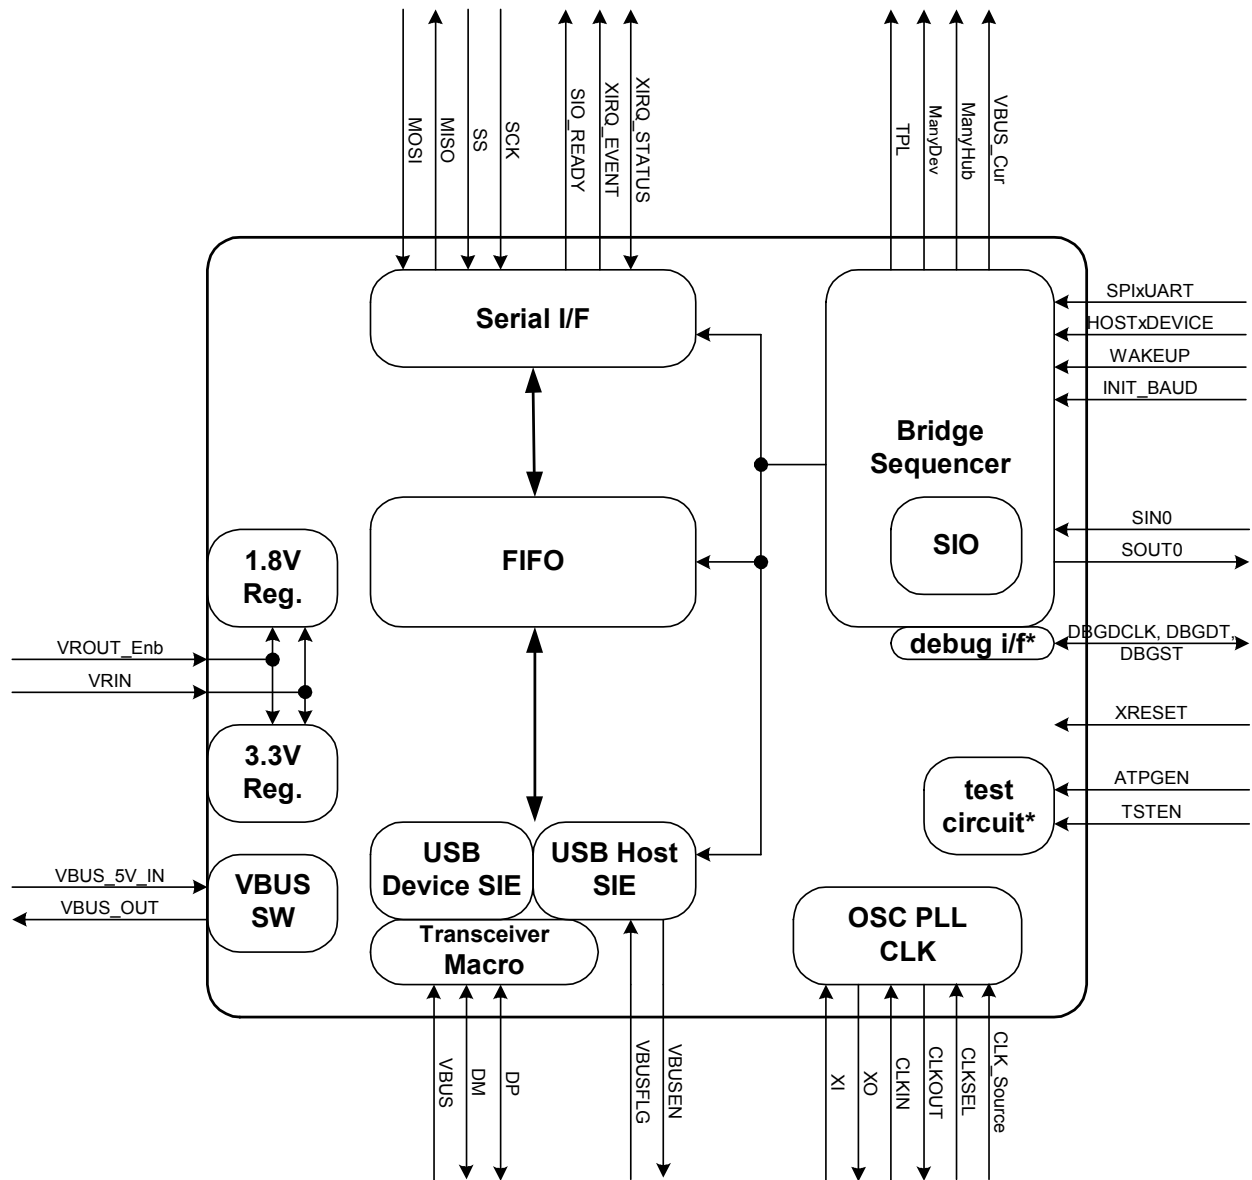 MOSI
MISO
SS
SCK
SIO_READY
XIRQ_EVENT
XIRQ_STATUS
TPL
ManyDev
ManyHub
VBUS_Cur
Serial I/F
SPIxUART
HOSTxDEVICE
WAKEUP
INIT_BAUD
Bridge
Sequencer
FIFO
SIO
SIN0
SOUT0
1.8V
Reg.
debug i/f*
DBGDCLK, DBGDT,
DBGST
VROUT_Enb
VRIN
XRESET
3.3V
Reg.
test
circuit*
ATPGEN
TSTEN
USB
Device SIE
USB Host
SIE
VBUS_5V_IN
VBUS_OUT
VBUS
SW
Transceiver
Macro
OSC PLL
CLK
VBUS
DM
DP
VBUSFLG
VBUSEN
XI
XO
CLKIN
CLKOUT
CLKSEL
CLK_Source